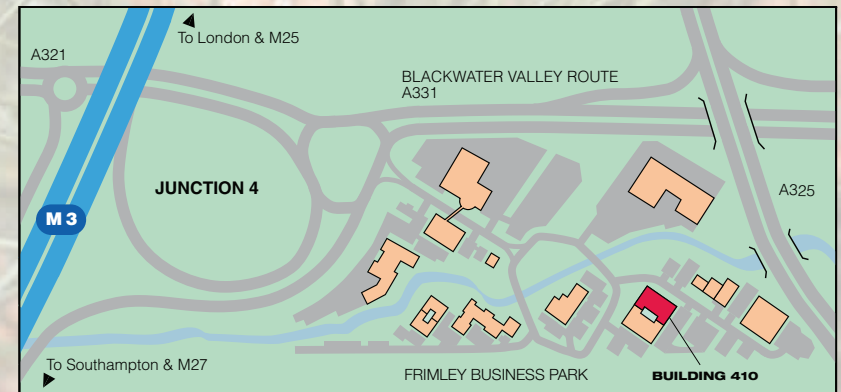 To London & M25
A321
BLACKWATER VALLEY ROUTE
A331
JUNCTION 4
A325
M3
To Southampton & M27
FRIMLEY BUSINESS PARK
BUILDING 410